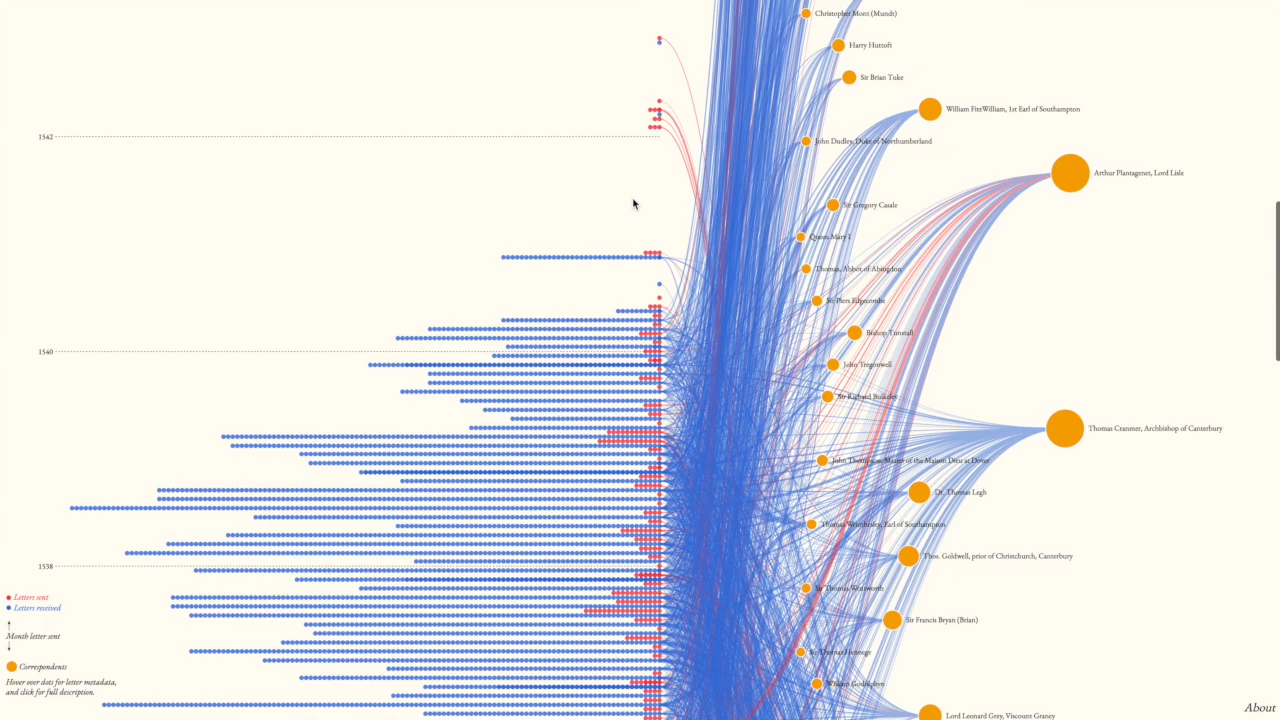 Christopher Mont (Mundt)
Harry Huttoft
Sir Brian Tuke
William FitzWilliam, 1st Earl of Southampton
1542
John Dudley, Duke of Northumberland
Arthur Plantagenet, Lord Lisle
Sir Gregory Casale
Queen Mary I
Thomas, Abbot of Abingdon
Sir Piers Edgecombe
Bishop Tunstall
1540
John Tregonwell
Sir Richard Bulkeley
Thomas Cranmer, Archbishop of Canterbury
John Thompson, Master of the Maison Dieu at Dover
Dr. Thomas Legh
Thomas Wriothesley, Earl of Southampton
Thos. Goldwell, prior of Christchurch, Canterbury
1538
Sir Thomas Wentworth
Letters sent
Letters received
Sir Francis Bryan (Brian)
Month letter sent
Sir Thomas Hennege
Correspondents
Hover over dots for letter metadata,
and click for full description.
William Godolphyn
About
Lord Leonard Grey, Viscount Graney